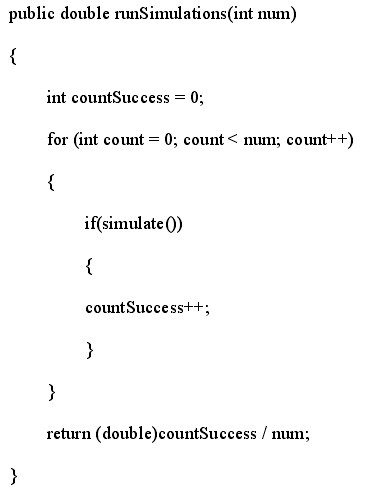 public double runSimulations(int num)
{
int countSuccess = 0;
for (int count = 0; count < num; count++)
{
if(simulate())
{
countSuccess++;
}
}
return (double)countSuccess / num;
}